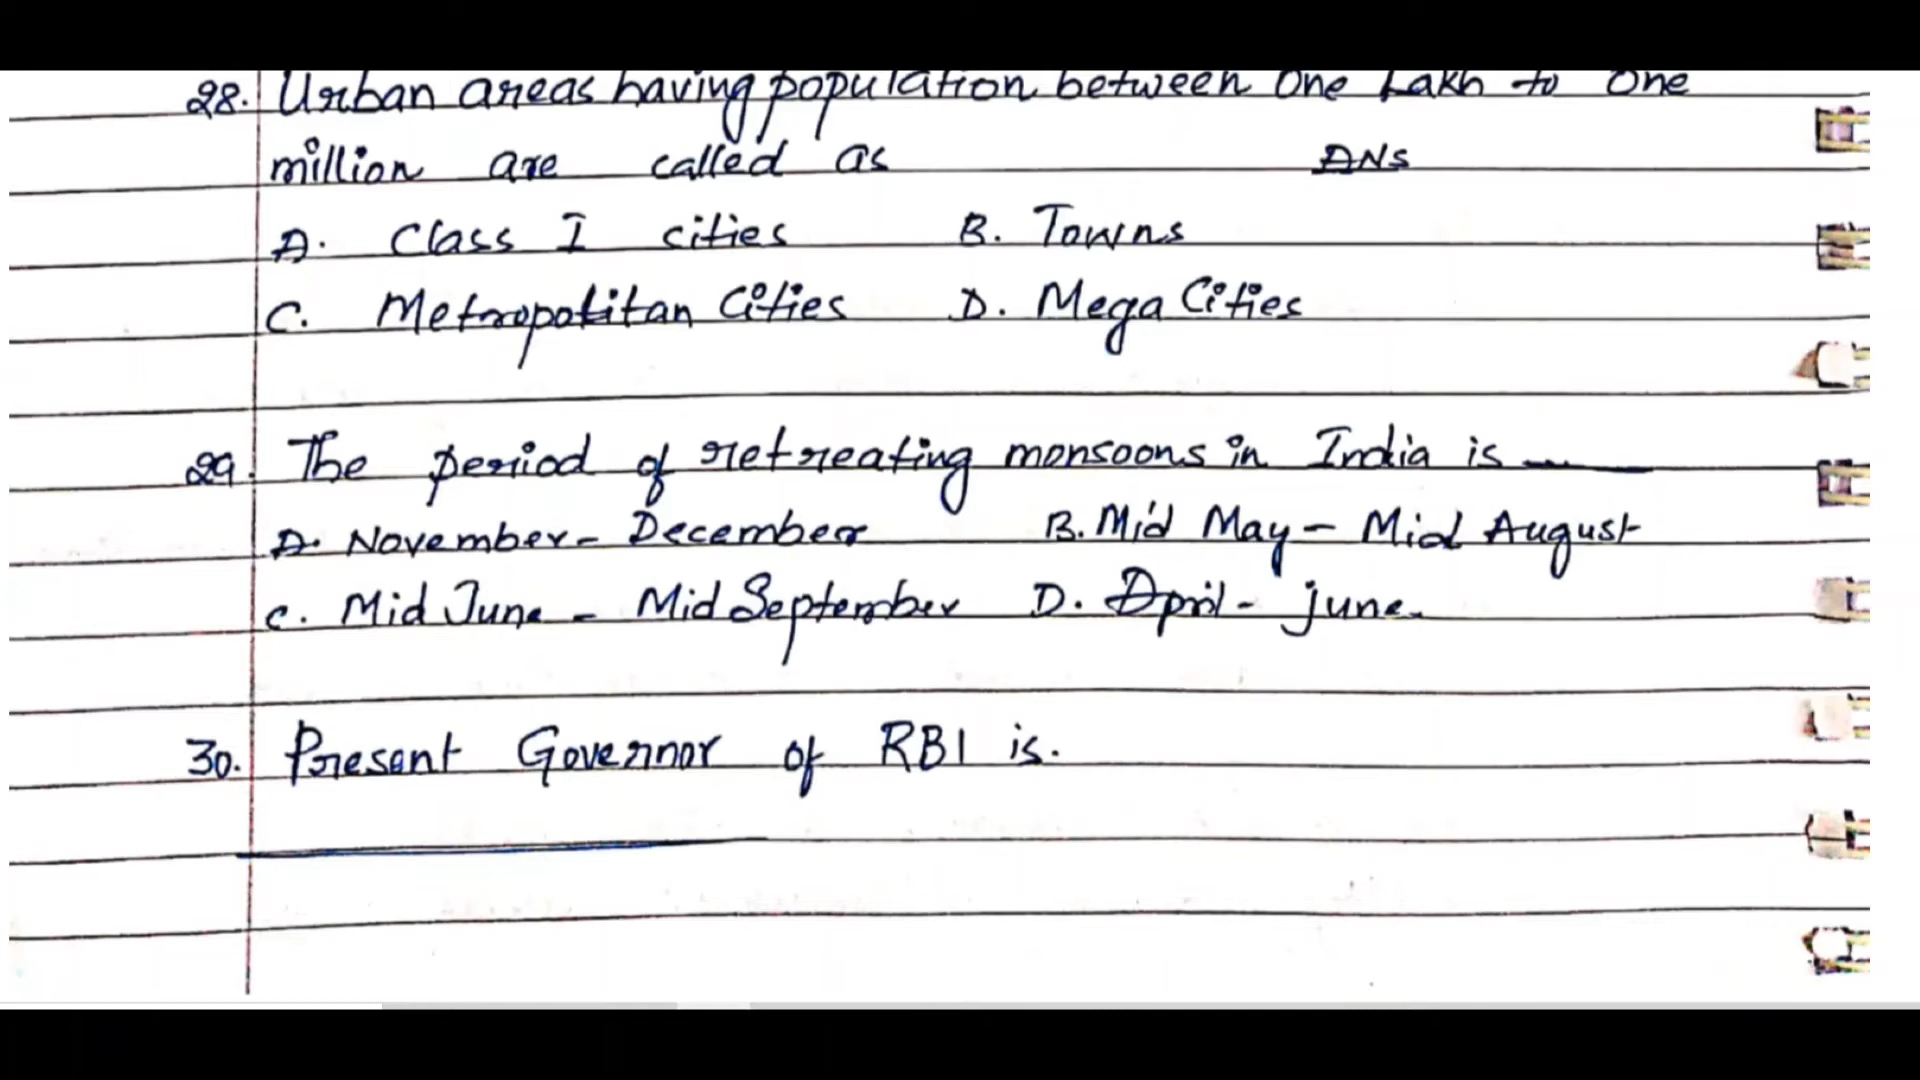 28. Urban areas having population between One Lakh to One
million are called as ANS
A. Class I cities B. Towns
C. Metropolitan Cities D. Mega Cities
29. The period of retreating monsoons in India is __
A. November - December B. Mid May - Mid August
C. Mid June - Mid September D. April - june.
30. Present Governor of RBI is.